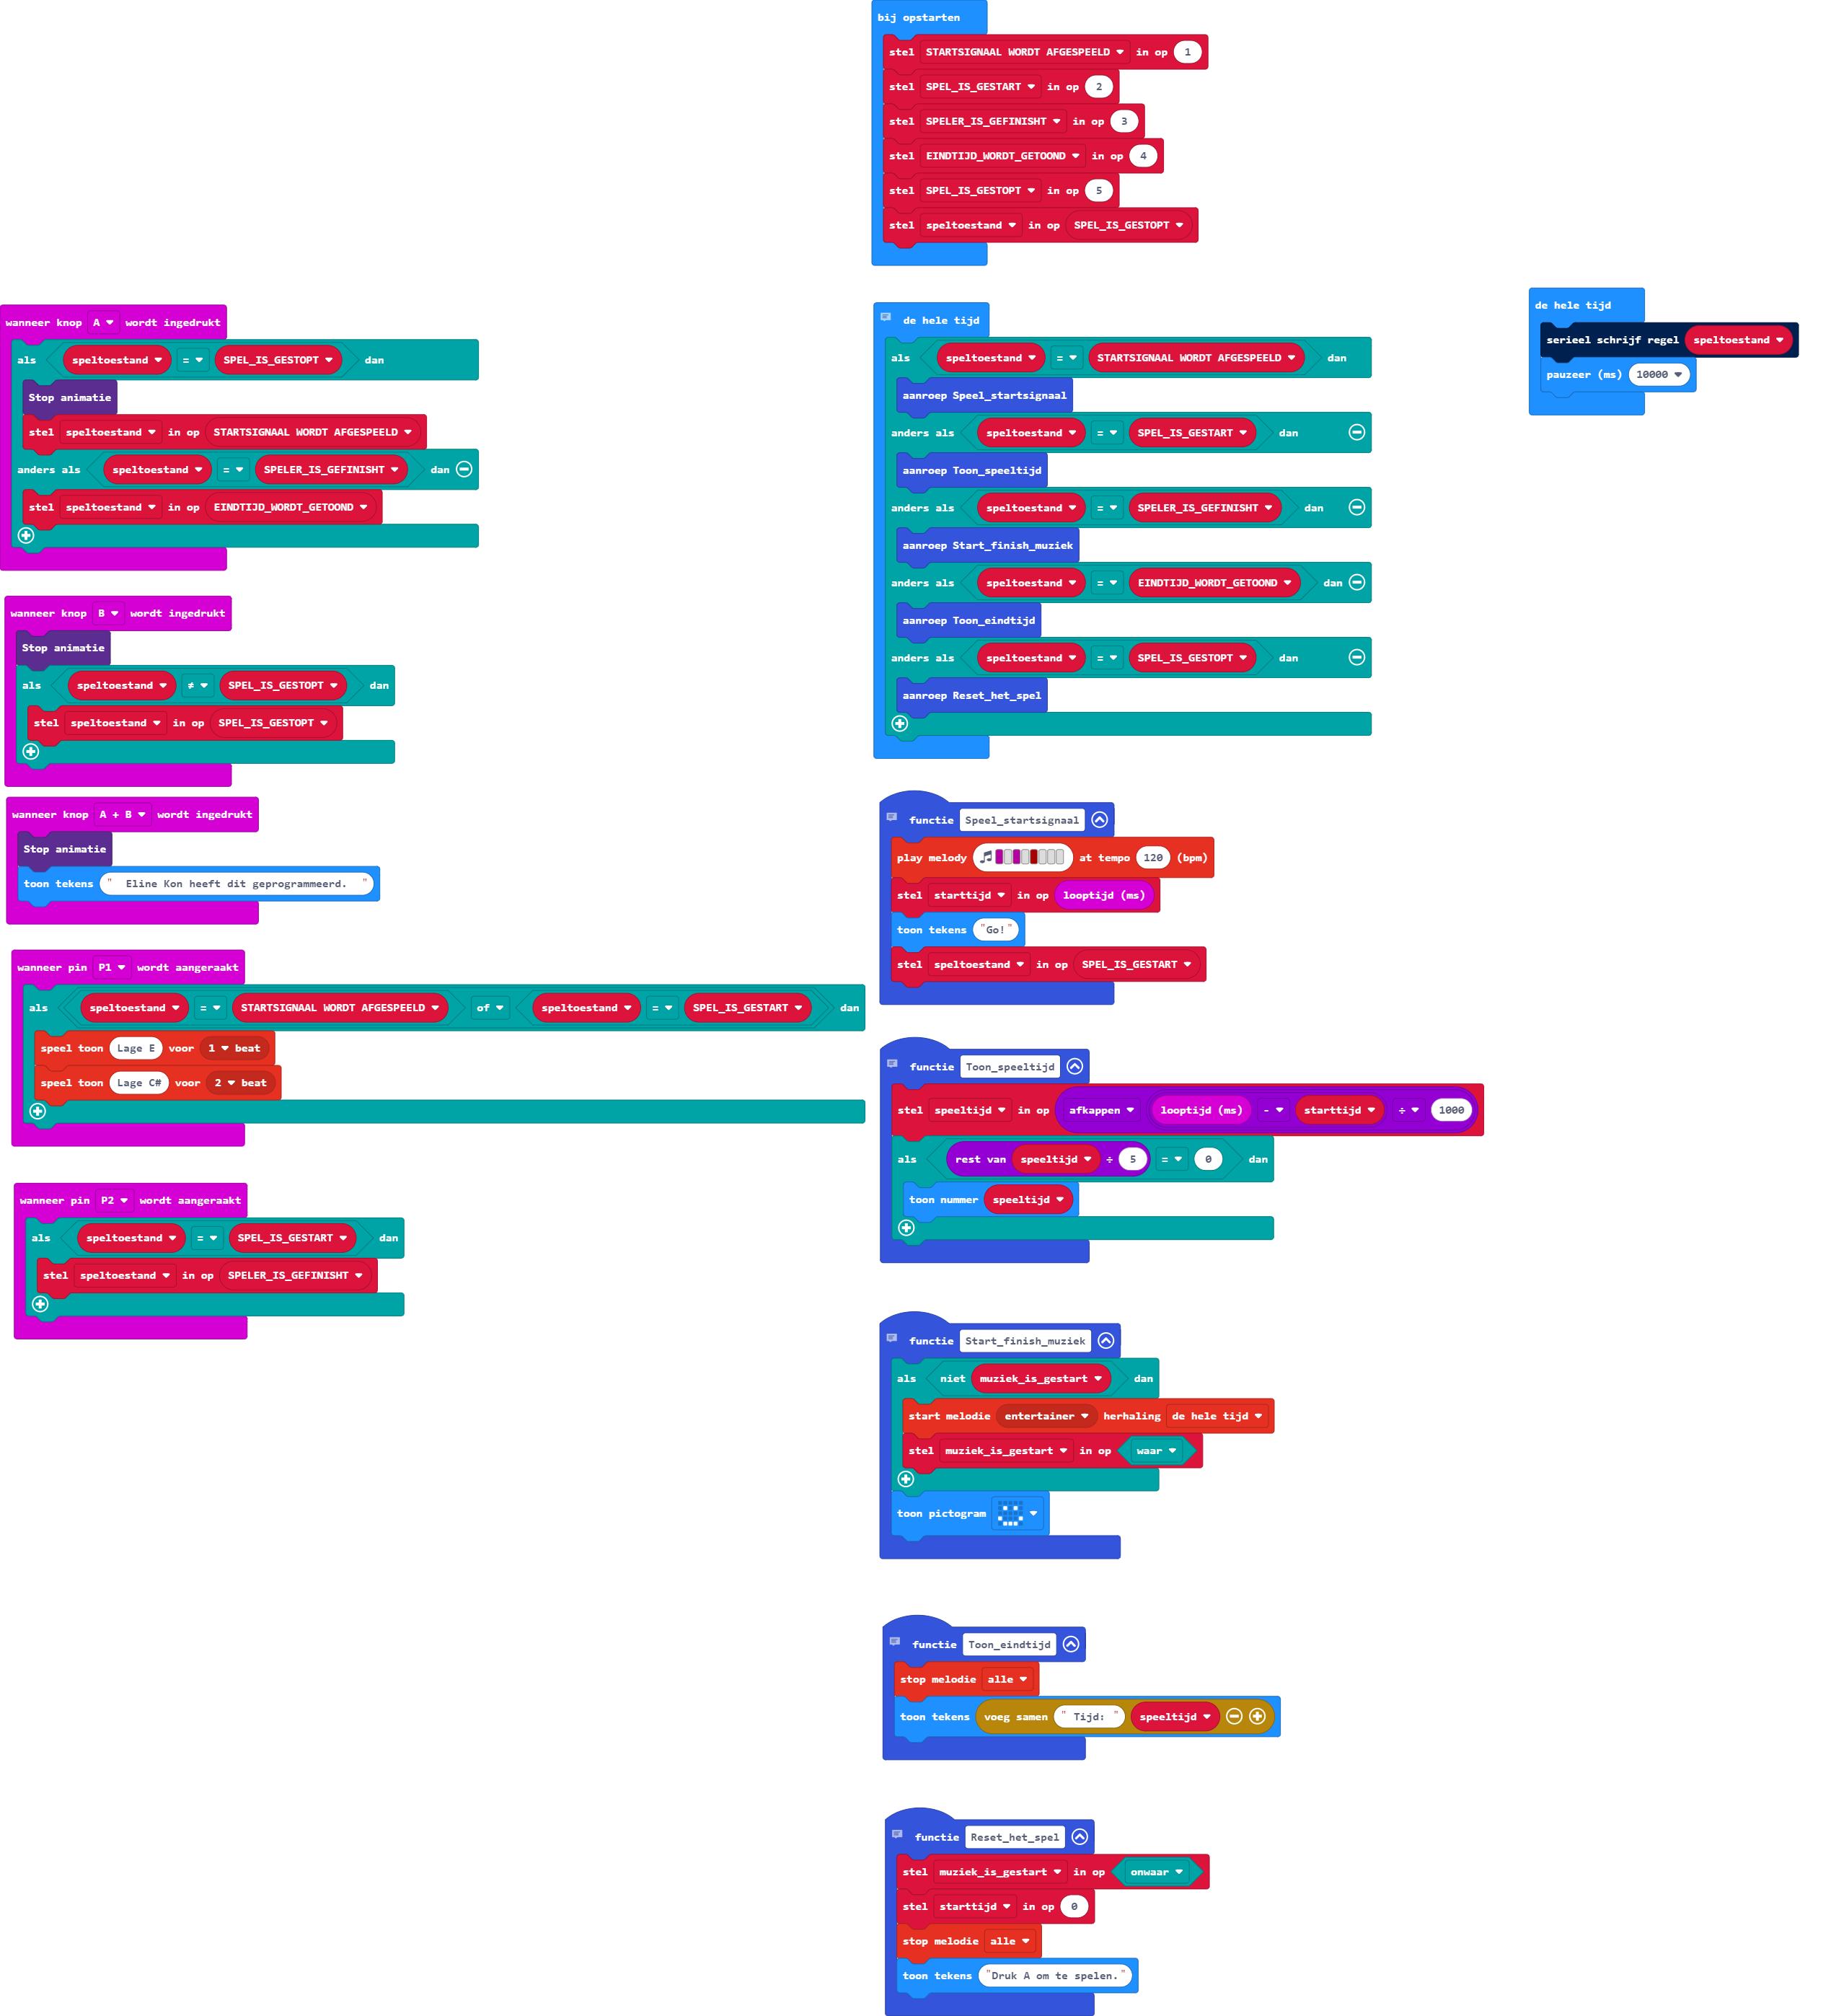 bij opstarten
stel STARTSIGNAAL WORDT AFGESPEELD in op 1
stel SPEL_IS_GESTART in op 2
stel SPELER_IS_GEFINISHT in op 3
stel EINDTIJD_WORDT_GETOOND in op 4
stel SPEL_IS_GESTOPT in op 5
stel speltoestand in op SPEL_IS_GESTOPT
wanneer knop A wordt ingedrukt
als speltoestand = SPEL_IS_GESTOPT dan
Stop animatie
stel speltoestand in op STARTSIGNAAL WORDT AFGESPEELD
anders als speltoestand = SPELER_IS_GEFINISHT dan
stel speltoestand in op EINDTIJD_WORDT_GETOOND
wanneer knop B wordt ingedrukt
Stop animatie
als speltoestand ≠ SPEL_IS_GESTOPT dan
stel speltoestand in op SPEL_IS_GESTOPT
wanneer knop A + B wordt ingedrukt
Stop animatie
toon tekens " Eline Kon heeft dit geprogrammeerd. "
wanneer pin P1 wordt aangeraakt
als speltoestand = STARTSIGNAAL WORDT AFGESPEELD of speltoestand = SPEL_IS_GESTART dan
speel toon Lage E voor 1 beat
speel toon Lage C# voor 2 beat
wanneer pin P2 wordt aangeraakt
als speltoestand = SPEL_IS_GESTART dan
stel speltoestand in op SPELER_IS_GEFINISHT
de hele tijd
als speltoestand = STARTSIGNAAL WORDT AFGESPEELD dan
aanroep Speel_startsignaal
anders als speltoestand = SPEL_IS_GESTART dan
aanroep Toon_speeltijd
anders als speltoestand = SPELER_IS_GEFINISHT dan
aanroep Start_finish_muziek
anders als speltoestand = EINDTIJD_WORDT_GETOOND dan
aanroep Toon_eindtijd
anders als speltoestand = SPEL_IS_GESTOPT dan
aanroep Reset_het_spel
functie Speel_startsignaal
play melody at tempo 120 (bpm)
stel starttijd in op looptijd (ms)
toon tekens "Go!"
stel speltoestand in op SPEL_IS_GESTART
functie Toon_speeltijd
stel speeltijd in op afkappen looptijd (ms) - starttijd ÷ 1000
als rest van speeltijd ÷ 5 = 0 dan
toon nummer speeltijd
functie Start_finish_muziek
als niet muziek_is_gestart dan
start melodie entertainer herhaling de hele tijd
stel muziek_is_gestart in op waar
toon pictogram
functie Toon_eindtijd
stop melodie alle
toon tekens voeg samen " Tijd: " speeltijd
functie Reset_het_spel
stel muziek_is_gestart in op onwaar
stel starttijd in op 0
stop melodie alle
toon tekens "Druk A om te spelen."
de hele tijd
serieel schrijf regel speltoestand
pauzeer (ms) 10000